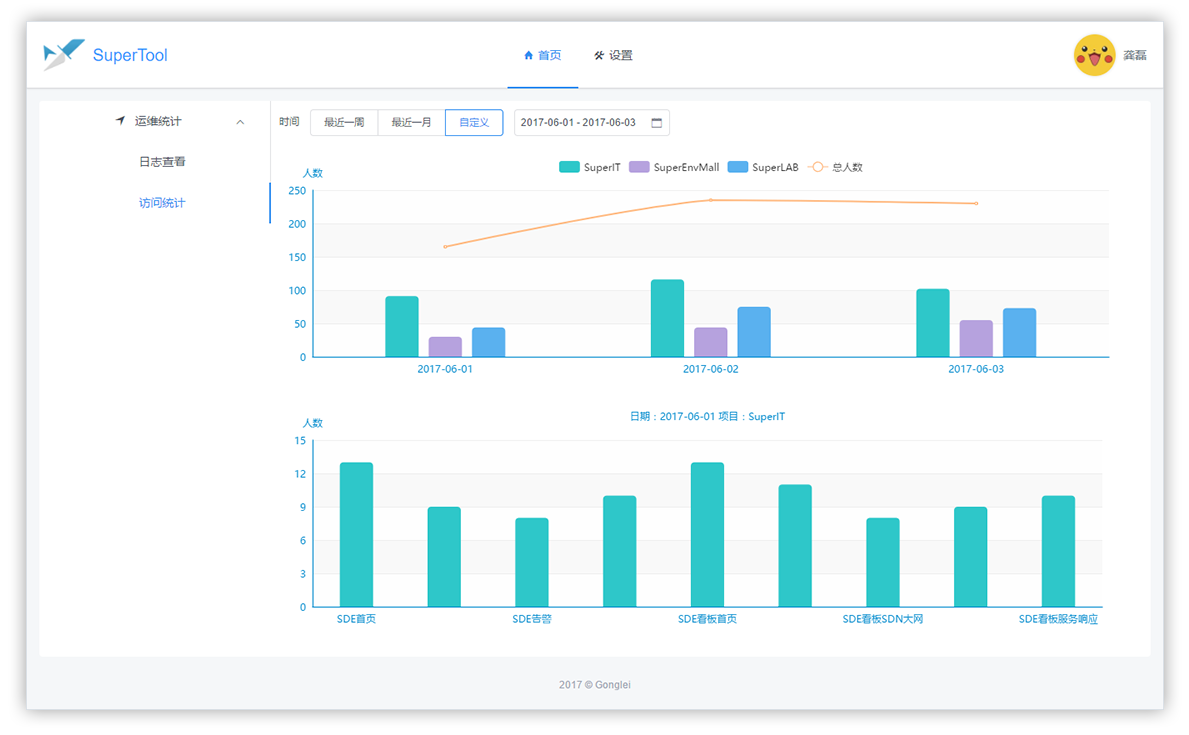 SuperTool
首页 设置
龚磊
运维统计
日志查看
访问统计
时间 最近一周 最近一月 自定义 2017-06-01 - 2017-06-03
SuperIT SuperEnvMall SuperLAB 总人数
人数
250
200
150
100
50
0
2017-06-01 2017-06-02 2017-06-03
日期：2017-06-01 项目：SuperIT
人数
15
12
9
6
3
0
SDE首页 SDE告警 SDE看板首页 SDE看板SDN大网 SDE看板服务响应
2017 © Gonglei